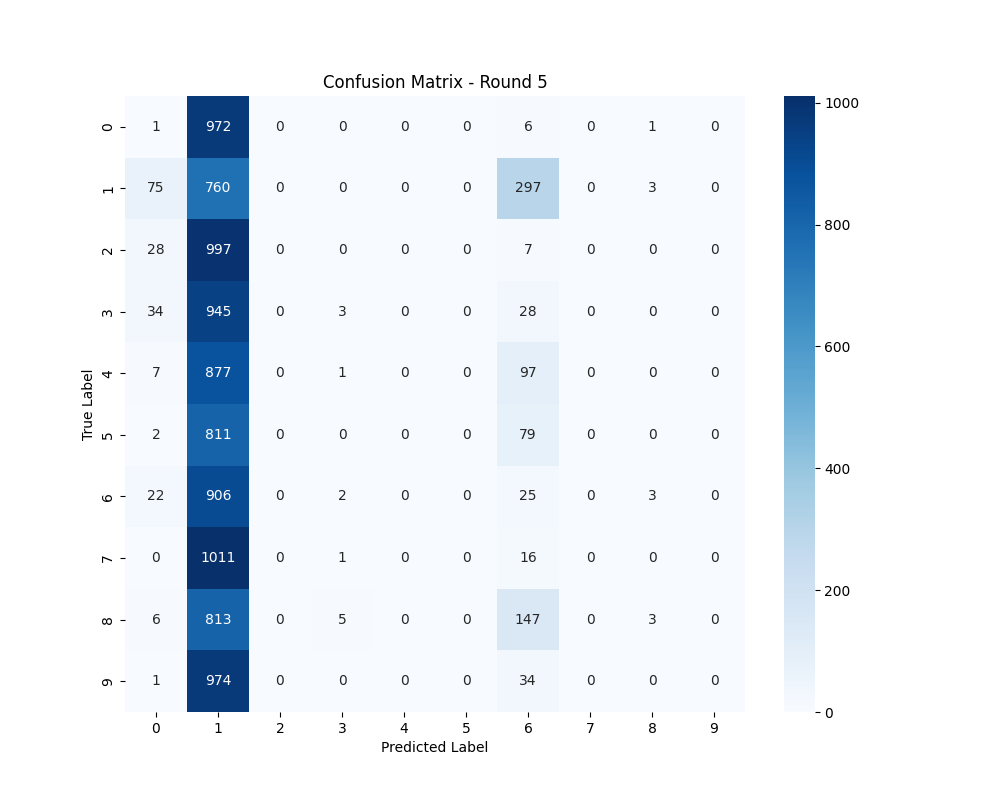 Confusion Matrix - Round 5
0 1 972 0 0 0 0 6 0 1 0
1 75 760 0 0 0 0 297 0 3 0
2 28 997 0 0 0 0 7 0 0 0
3 34 945 0 3 0 0 28 0 0 0
4 7 877 0 1 0 0 97 0 0 0
5 2 811 0 0 0 0 79 0 0 0
6 22 906 0 2 0 0 25 0 3 0
7 0 1011 0 1 0 0 16 0 0 0
8 6 813 0 5 0 0 147 0 3 0
9 1 974 0 0 0 0 34 0 0 0
0 1 2 3 4 5 6 7 8 9
Predicted Label
True Label
1000
800
600
400
200
0